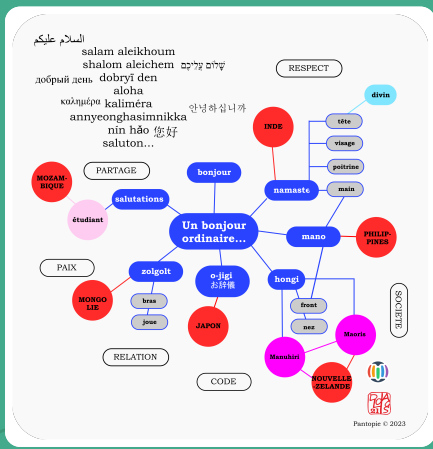 السلام عليكم
salam aleikhoum
shalom aleichem שָׁלוֹם עֲלֵיכֶם
добрый день dobryī den
aloha
καλημέρα kaliméra
annyeonghasimnikka 안녕하십니까
nin hǎo 您好
saluton...
RESPECT
divin
tête
INDE
visage
poitrine
main
namaste
bonjour
PARTAGE
MOZAM-
BIQUE
salutations
étudiant
Un bonjour
ordinaire...
mano
PHILIP-
PINES
PAIX
zolgolt
o-jigi
お辞儀
hongi
MONGO
LIE
bras
joue
JAPON
front
nez
SOCIETE
Maoris
RELATION
Manuhiri
CODE
NOUVELLE
-ZELANDE
Pantopic © 2023